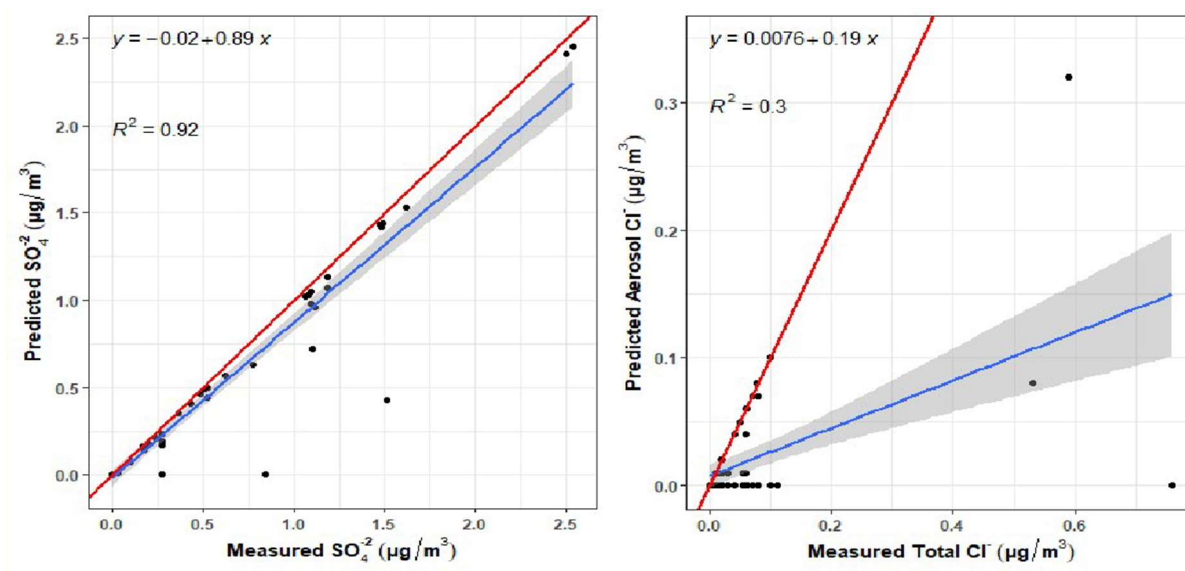 y = −0.02+0.89 x
R² = 0.92
2.5
2.0
1.5
1.0
0.5
0.0
Predicted SO₄⁻² (µg/ m³)
0.0 0.5 1.0 1.5 2.0 2.5
Measured SO₄⁻² (µg/m³)
y = 0.0076+0.19 x
R² = 0.3
0.3
0.2
0.1
0.0
Predicted Aerosol Cl⁻ (µg/ m³)
0.0 0.2 0.4 0.6
Measured Total Cl⁻ (µg/m³)